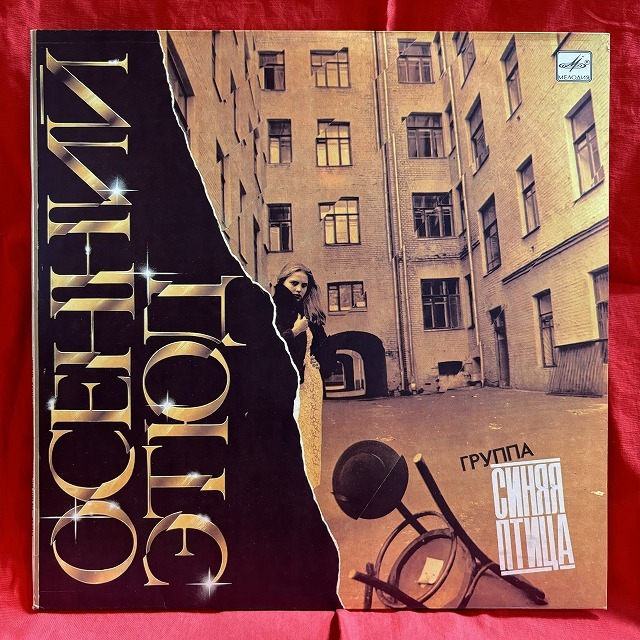 ОСЕННИЙ
ЭТЮД
МЕЛОДИЯ
ГРУППА
СИНЯЯ
ПТИЦА